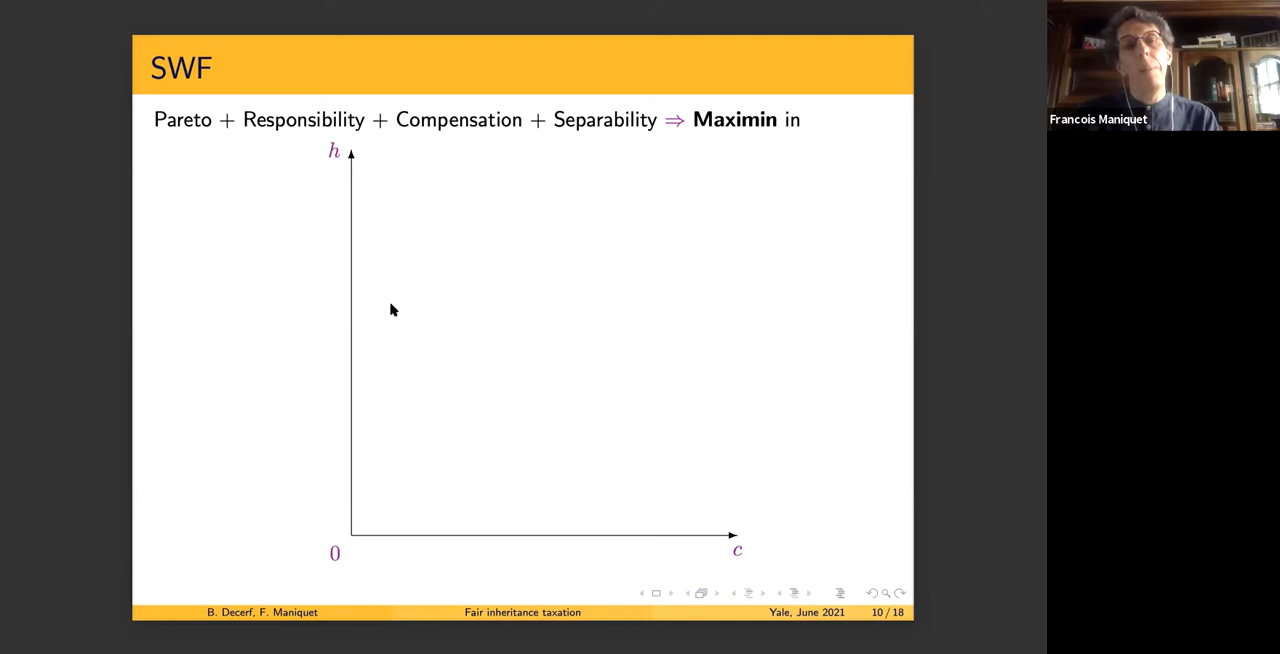 SWF
Pareto + Responsibility + Compensation + Separability ⇒ Maximin in
h
0
c
B. Decerf, F. Maniquet
Fair inheritance taxation
Yale, June 2021
10 / 18
Francois Maniquet